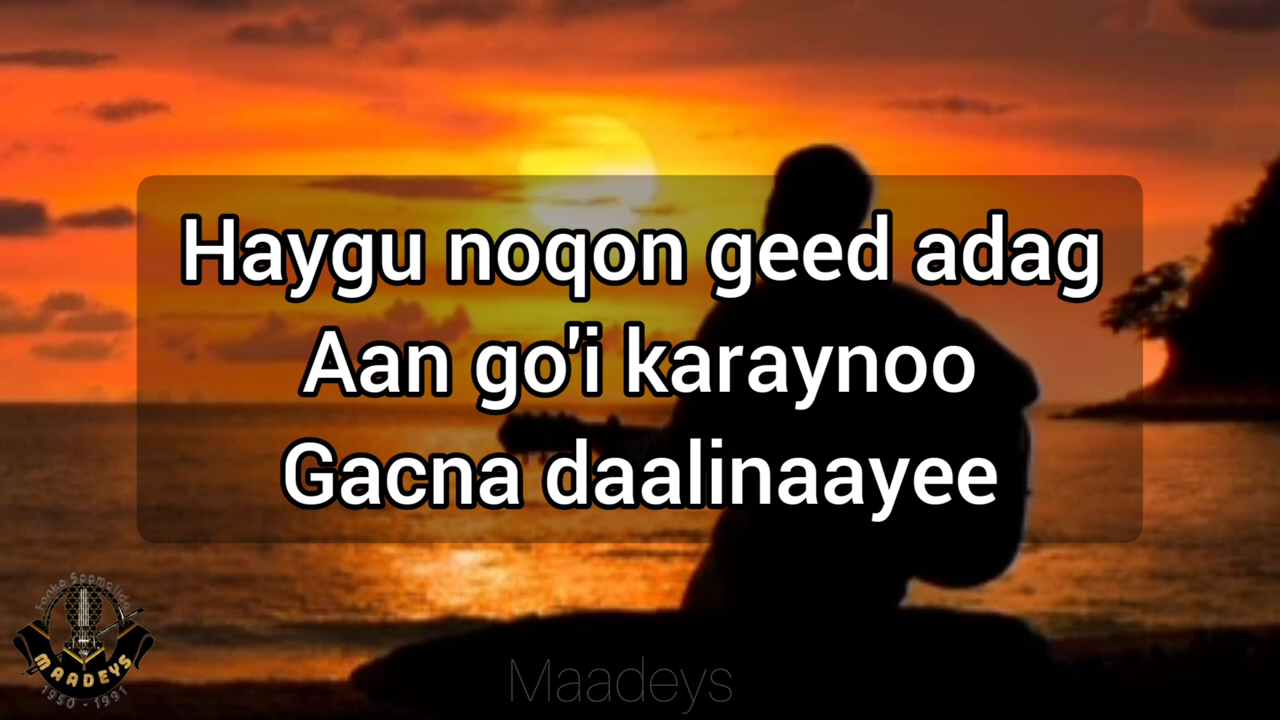 Haygu noqon geed adag
Aan go'i karaynoo
Gacna daalinaayee
MAADEYS
1950 - 1991
Maadeys